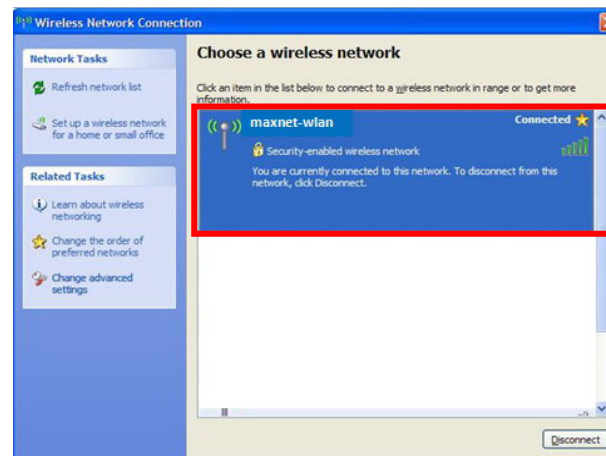 Wireless Network Connection
Network Tasks
Refresh network list
Set up a wireless network
for a home or small office
Related Tasks
Learn about wireless
networking
Change the order of
preferred networks
Change advanced
settings
Choose a wireless network
Click an item in the list below to connect to a wireless network in range or to get more
information.
maxnet-wlan
Connected
Security-enabled wireless network
You are currently connected to this network. To disconnect from this
network, click Disconnect.
Disconnect